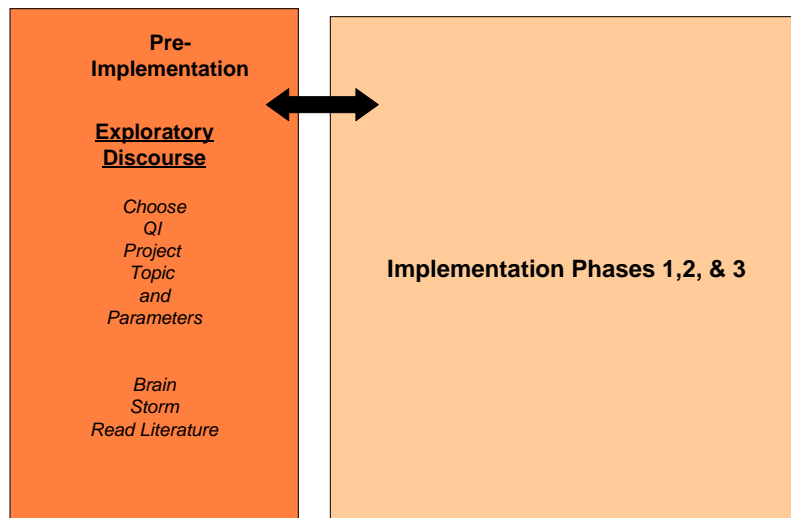 Pre-
Implementation
Exploratory
Discourse
Choose
QI
Project
Topic
and
Parameters
Brain
Storm
Read Literature
Implementation Phases 1,2, & 3